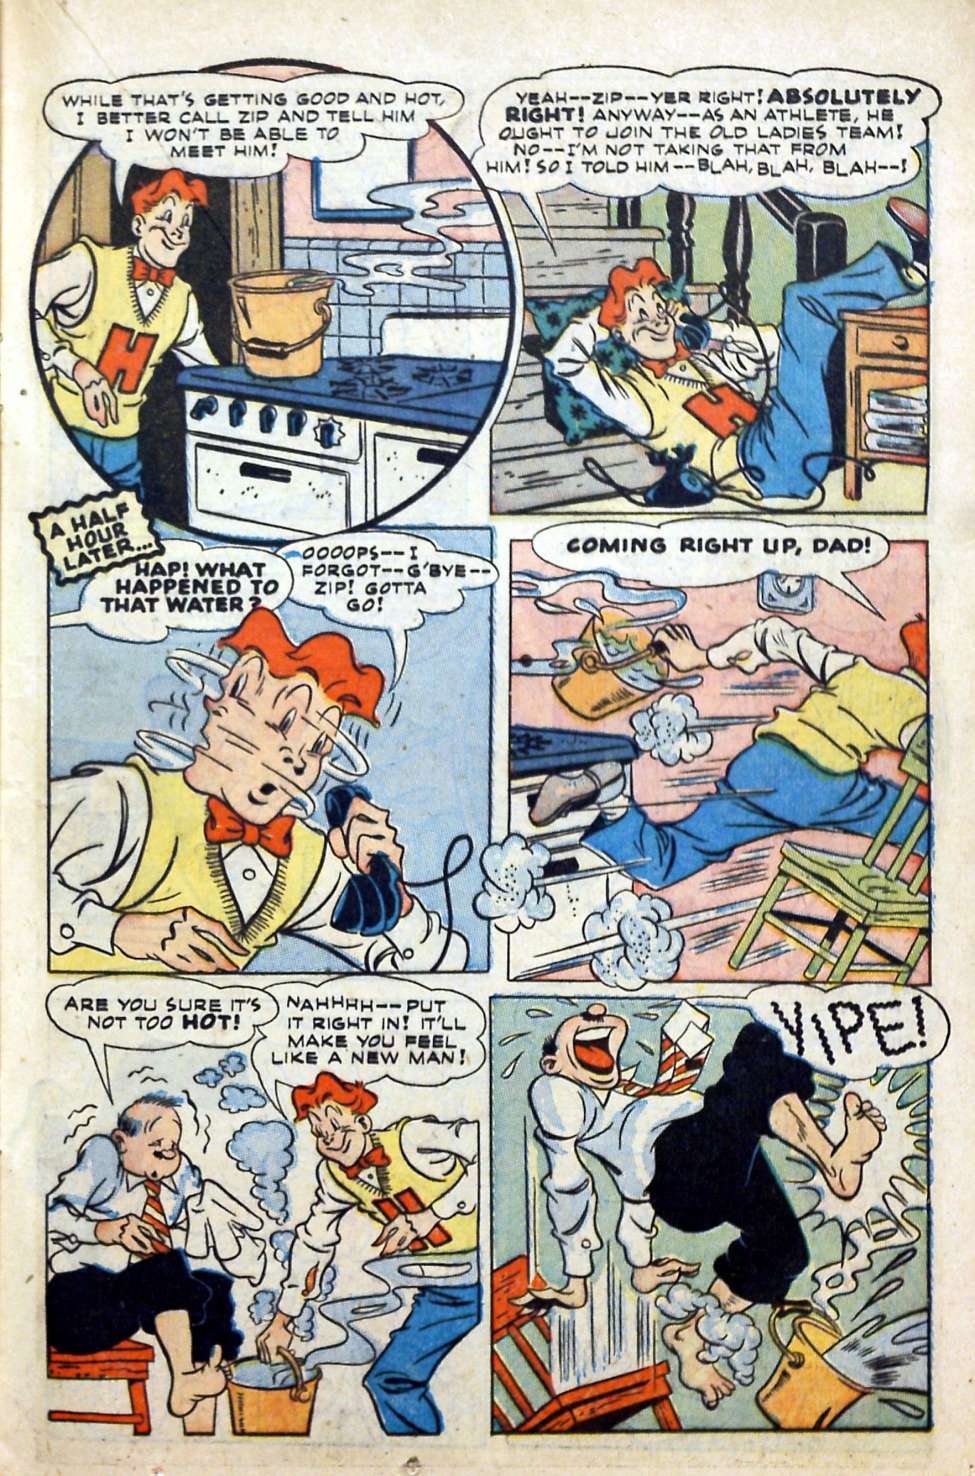 WHILE THAT'S GETTING GOOD AND HOT,
I BETTER CALL ZIP AND TELL HIM
I WON'T BE ABLE TO
MEET HIM!
H
YEAH--ZIP--YER RIGHT! ABSOLUTELY
RIGHT! ANYWAY--AS AN ATHLETE, HE
OUGHT TO JOIN THE OLD LADIES TEAM!
NO--I'M NOT TAKING THAT FROM
HIM! SO I TOLD HIM--BLAH, BLAH, BLAH--!
H
A HALF
HOUR
LATER...
HAP! WHAT
HAPPENED TO
THAT WATER?
OOOOPS--I
FORGOT--G'BYE--
ZIP! GOTTA
GO!
COMING RIGHT UP, DAD!
ARE YOU SURE IT'S
NOT TOO HOT!
NAHHHH--PUT
IT RIGHT IN! IT'LL
MAKE YOU FEEL
LIKE A NEW MAN!
H
YIPE!